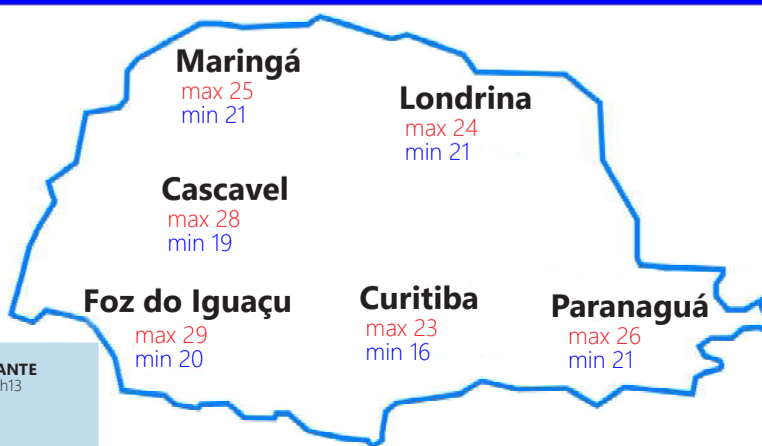 Maringá
max 25
min 21
Londrina
max 24
min 21
Cascavel
max 28
min 19
Foz do Iguaçu
max 29
min 20
Curitiba
max 23
min 16
Paranaguá
max 26
min 21
ANTE
h13